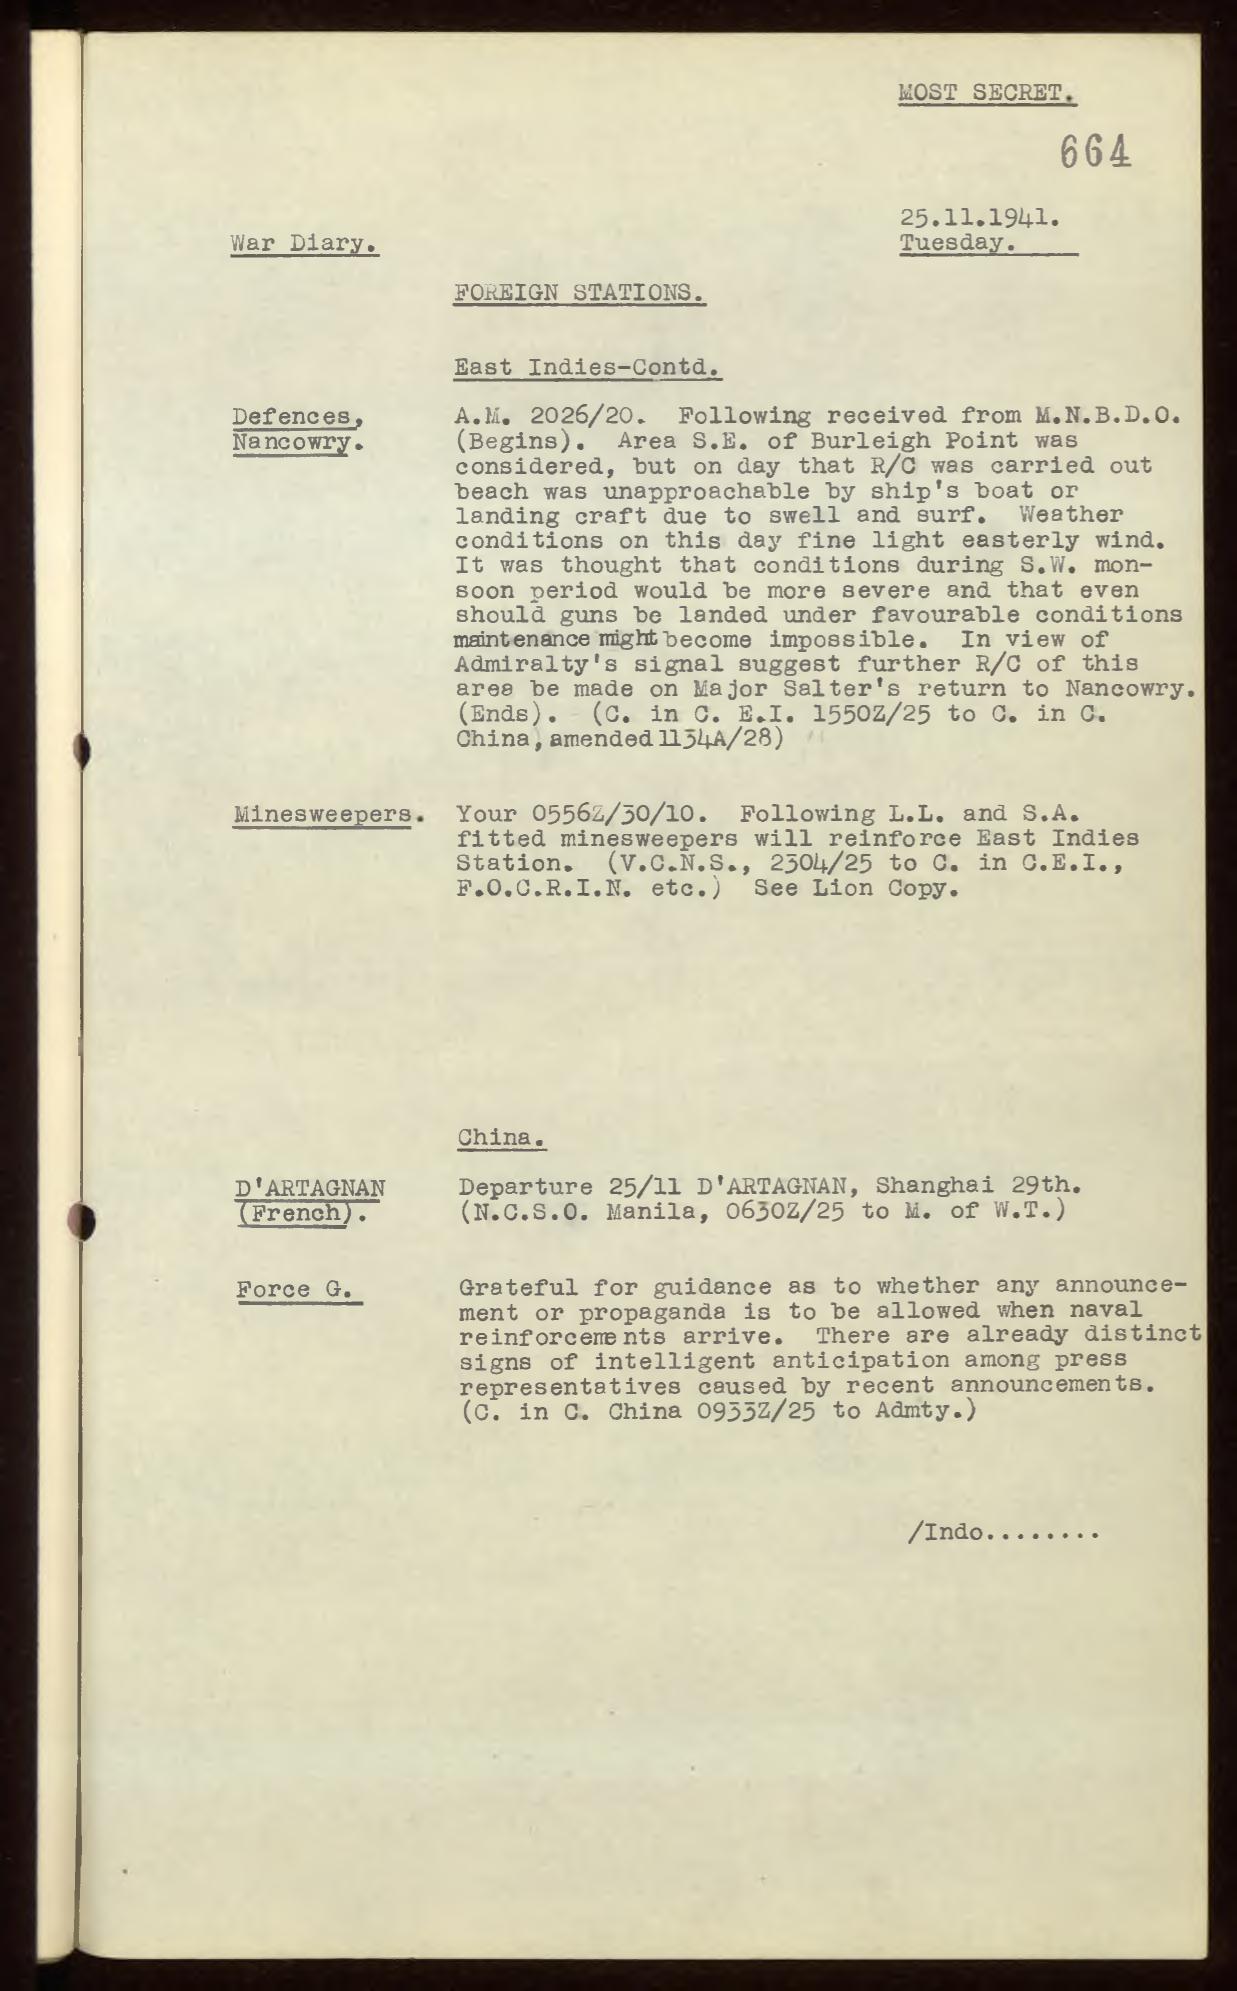 MOST SECRET.
664
25.11.1941.
War Diary.
Tuesday.
FOREIGN STATIONS.
East Indies-Contd.
Defences,
Nancowry.
A.M. 2026/20. Following received from M.N.B.D.O.
(Begins). Area S.E. of Burleigh Point was
considered, but on day that R/C was carried out
beach was unapproachable by ship's boat or
landing craft due to swell and surf. Weather
conditions on this day fine light easterly wind.
It was thought that conditions during S.W. mon-
soon period would be more severe and that even
should guns be landed under favourable conditions
maintenance might become impossible. In view of
Admiralty's signal suggest further R/C of this
area be made on Major Salter's return to Nancowry.
(Ends). (C. in C. E.I. 1550Z/25 to C. in C.
China, amended 1134A/28)
Minesweepers.
Your 0556Z/30/10. Following L.L. and S.A.
fitted minesweepers will reinforce East Indies
Station. (V.C.N.S., 2304/25 to C. in C.E.I.,
F.O.C.R.I.N. etc.) See Lion Copy.
China.
D'ARTAGNAN
(French).
Departure 25/11 D'ARTAGNAN, Shanghai 29th.
(N.C.S.O. Manila, 0630Z/25 to M. of W.T.)
Force G.
Grateful for guidance as to whether any announce-
ment or propaganda is to be allowed when naval
reinforcements arrive. There are already distinct
signs of intelligent anticipation among press
representatives caused by recent announcements.
(C. in C. China 0933Z/25 to Admty.)
/Indo........